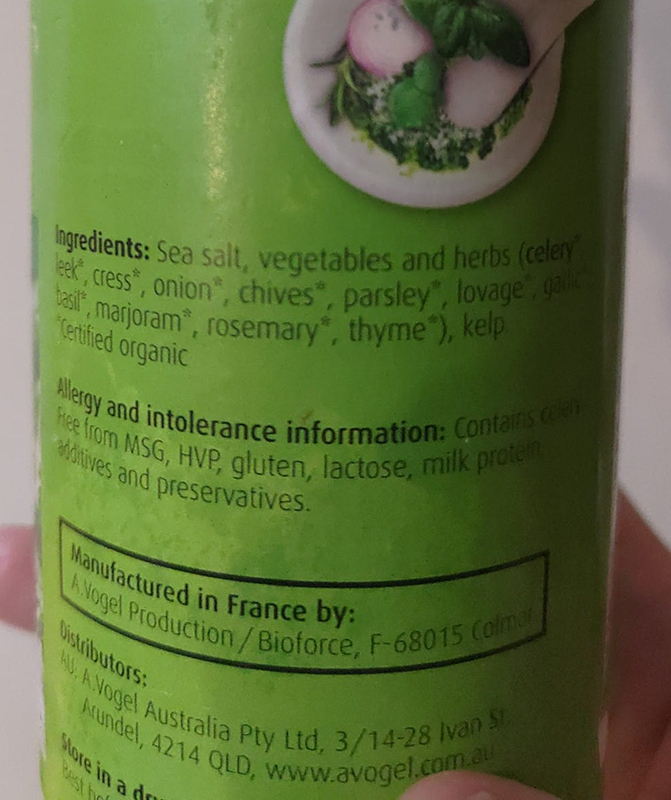 Ingredients: Sea salt, vegetables and herbs (celery*,
leek*, cress*, onion*, chives*, parsley*, lovage*, garlic*,
basil*, marjoram*, rosemary*, thyme*), kelp
*Certified organic
Allergy and intolerance information: Contains celery
Free from MSG, HVP, gluten, lactose, milk protein,
additives and preservatives.
Manufactured in France by:
A.Vogel Production / Bioforce, F-68015 Colmar
Distributors:
AU: A.Vogel Australia Pty Ltd, 3/14-28 Ivan St
Arundel, 4214 QLD, www.avogel.com.au
Store in a dry
Best